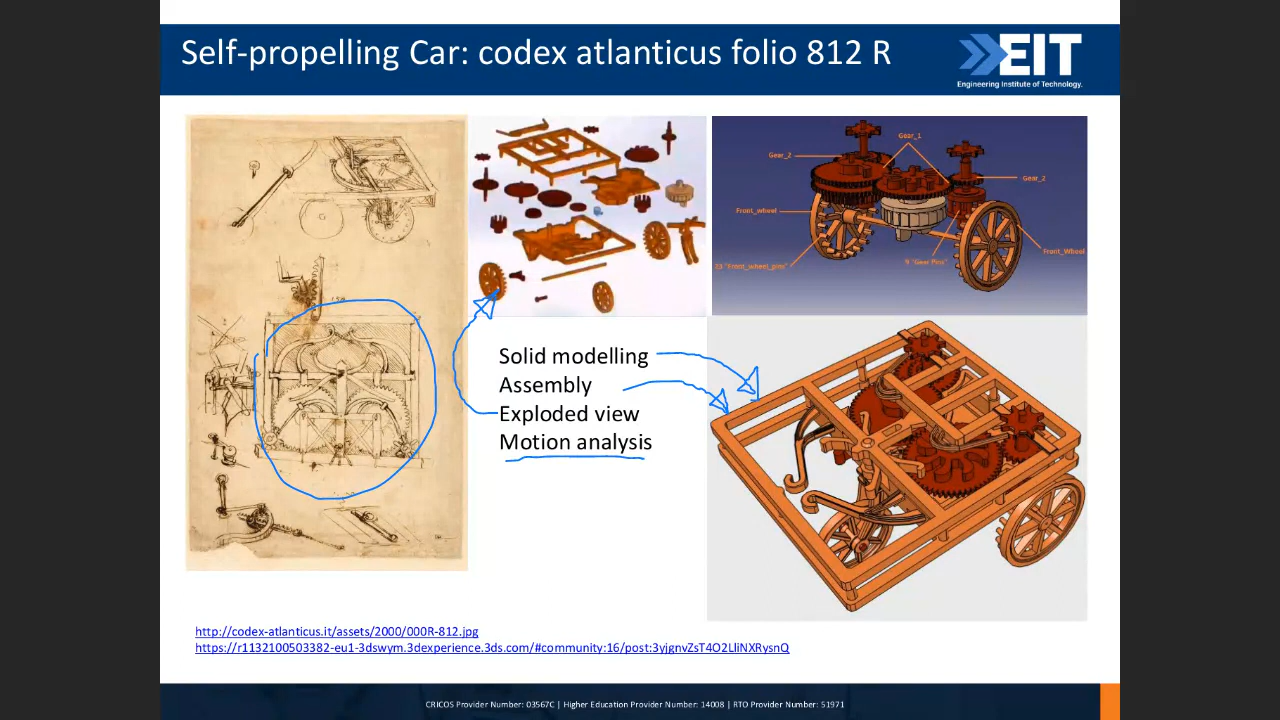 Self-propelling Car: codex atlanticus folio 812 R
EIT
Engineering Institute of Technology.
Gear_1
Gear_2
Gear_2
Front_wheel
Front_Wheel
13 "Front_wheel_pins"
9 "Gear Pins"
Solid modelling
Assembly
Exploded view
Motion analysis
http://codex-atlanticus.it/assets/2000/000R-812.jpg
https://r1132100503382-eu1-3dswym.3dexperience.3ds.com/#community:16/post:3yjgnvZsT4O2LliNXRysnQ
CRICOS Provider Number: 03567C | Higher Education Provider Number: 14008 | RTO Provider Number: 51971